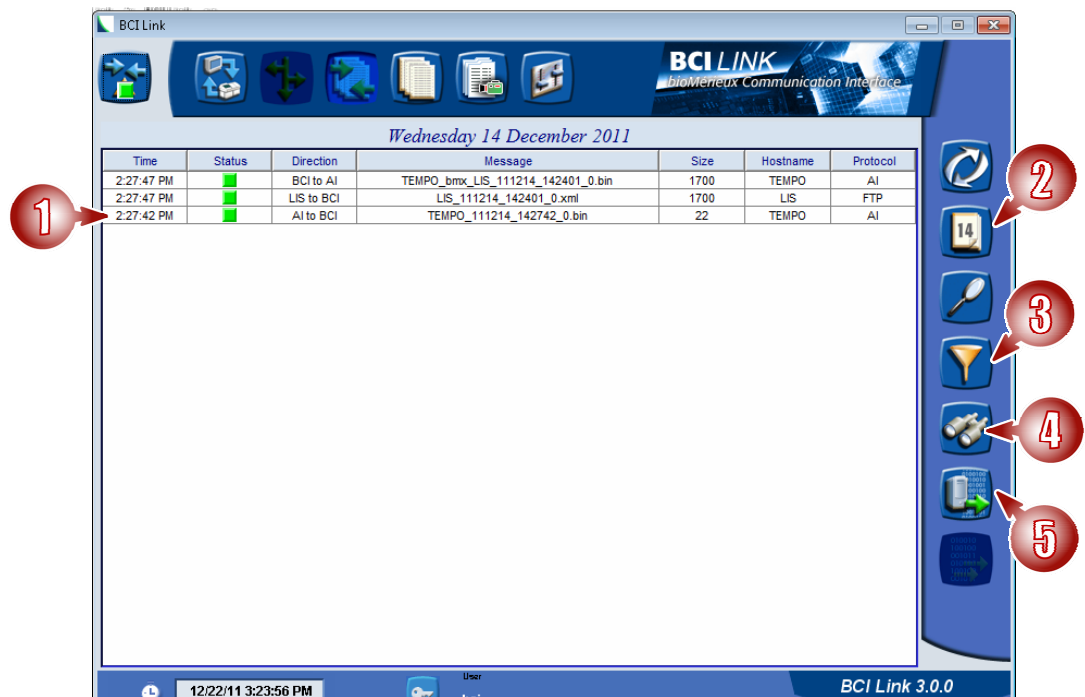 BCI Link
BCI LINK
bioMérieux Communication Interface
Wednesday 14 December 2011
Time Status Direction Message Size Hostname Protocol
2:27:47 PM BCI to AI TEMPO_bmx_LIS_111214_142401_0.bin 1700 TEMPO AI
2:27:47 PM LIS to BCI LIS_111214_142401_0.xml 1700 LIS FTP
2:27:42 PM AI to BCI TEMPO_111214_142742_0.bin 22 TEMPO AI
1
2
14
3
4
5
User
12/22/11 3:23:56 PM
BCI Link 3.0.0